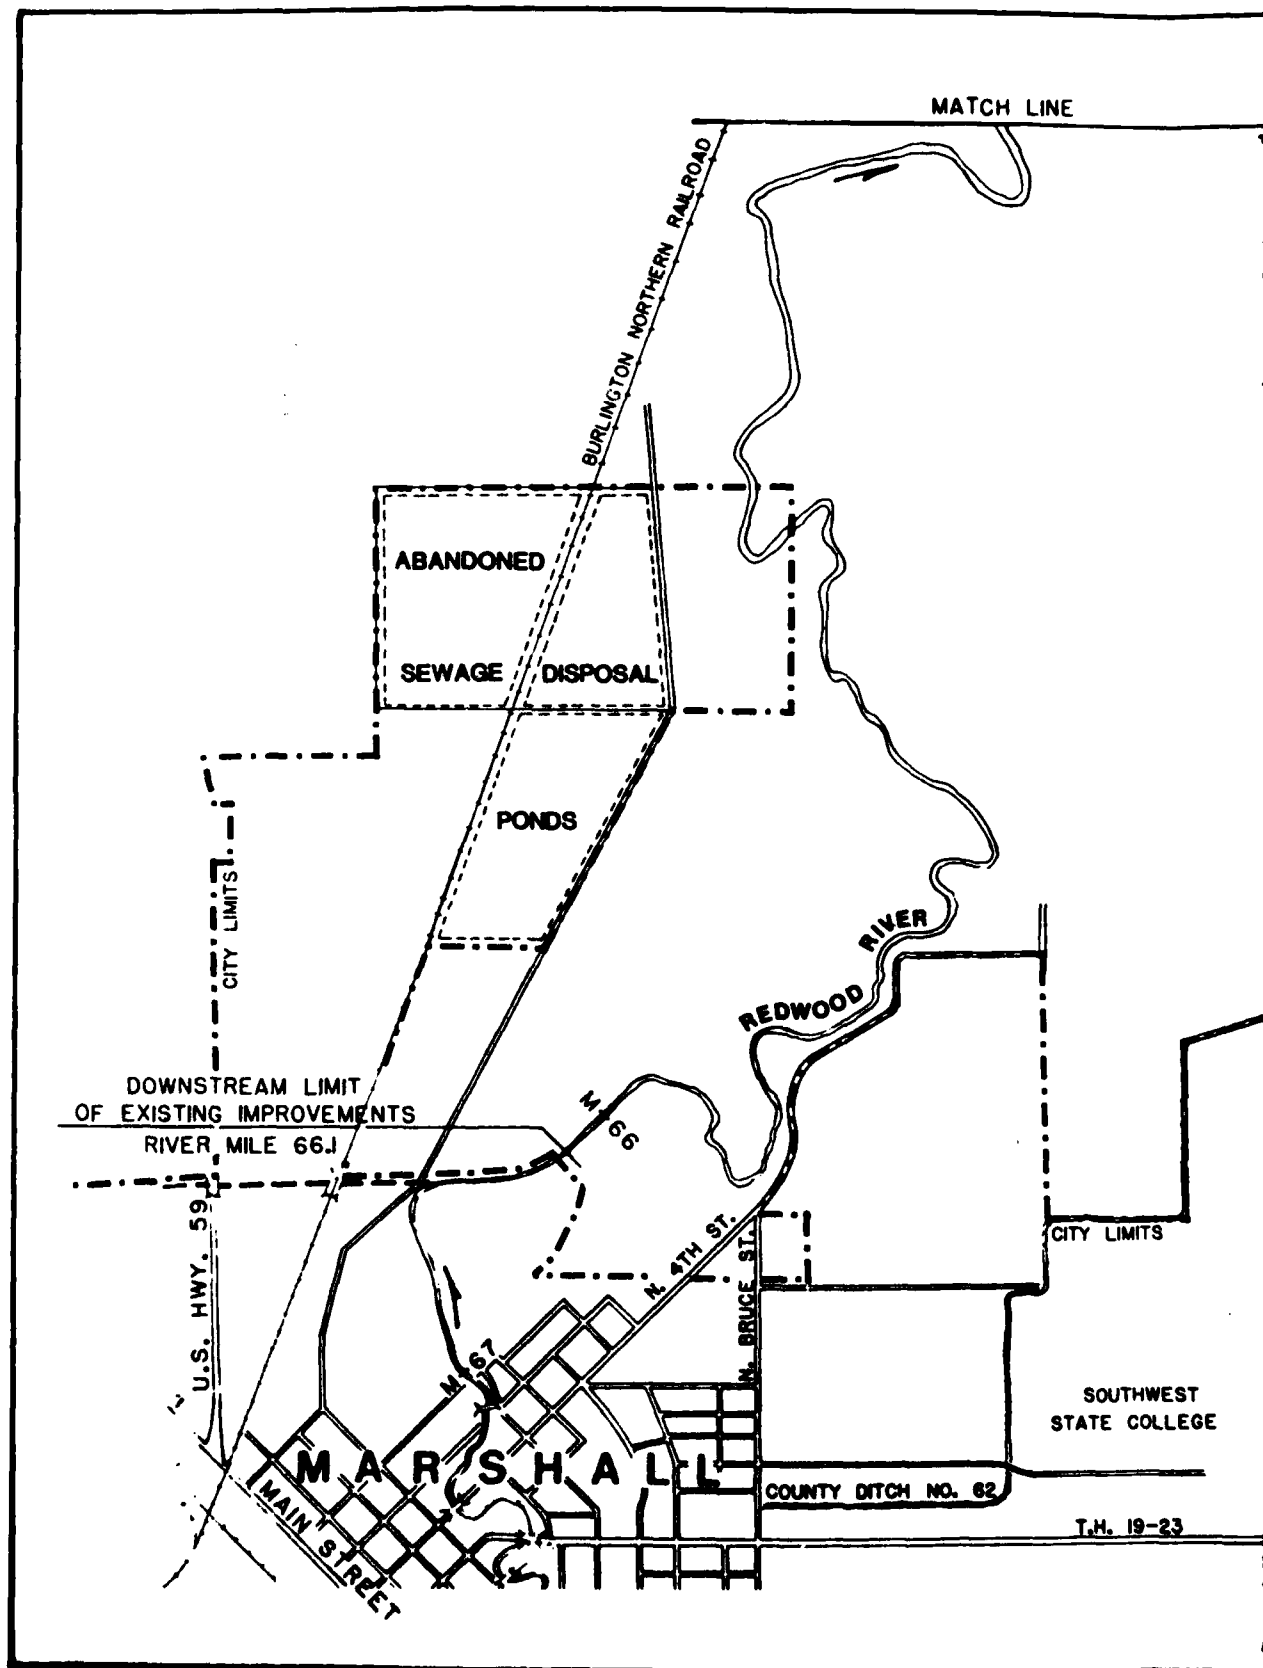 MATCH LINE
BURLINGTON NORTHERN RAILROAD
ABANDONED
SEWAGE DISPOSAL
PONDS
CITY LIMITS
RIVER
REDWOOD
DOWNSTREAM LIMIT
OF EXISTING IMPROVEMENTS
RIVER MILE 66.1
M 66
U.S. HWY. 59
N. 4TH ST.
N. BRUCE ST.
CITY LIMITS
M 67
SOUTHWEST
STATE COLLEGE
MARSHALL
MAIN STREET
COUNTY DITCH NO. 62
T.H. 19-23